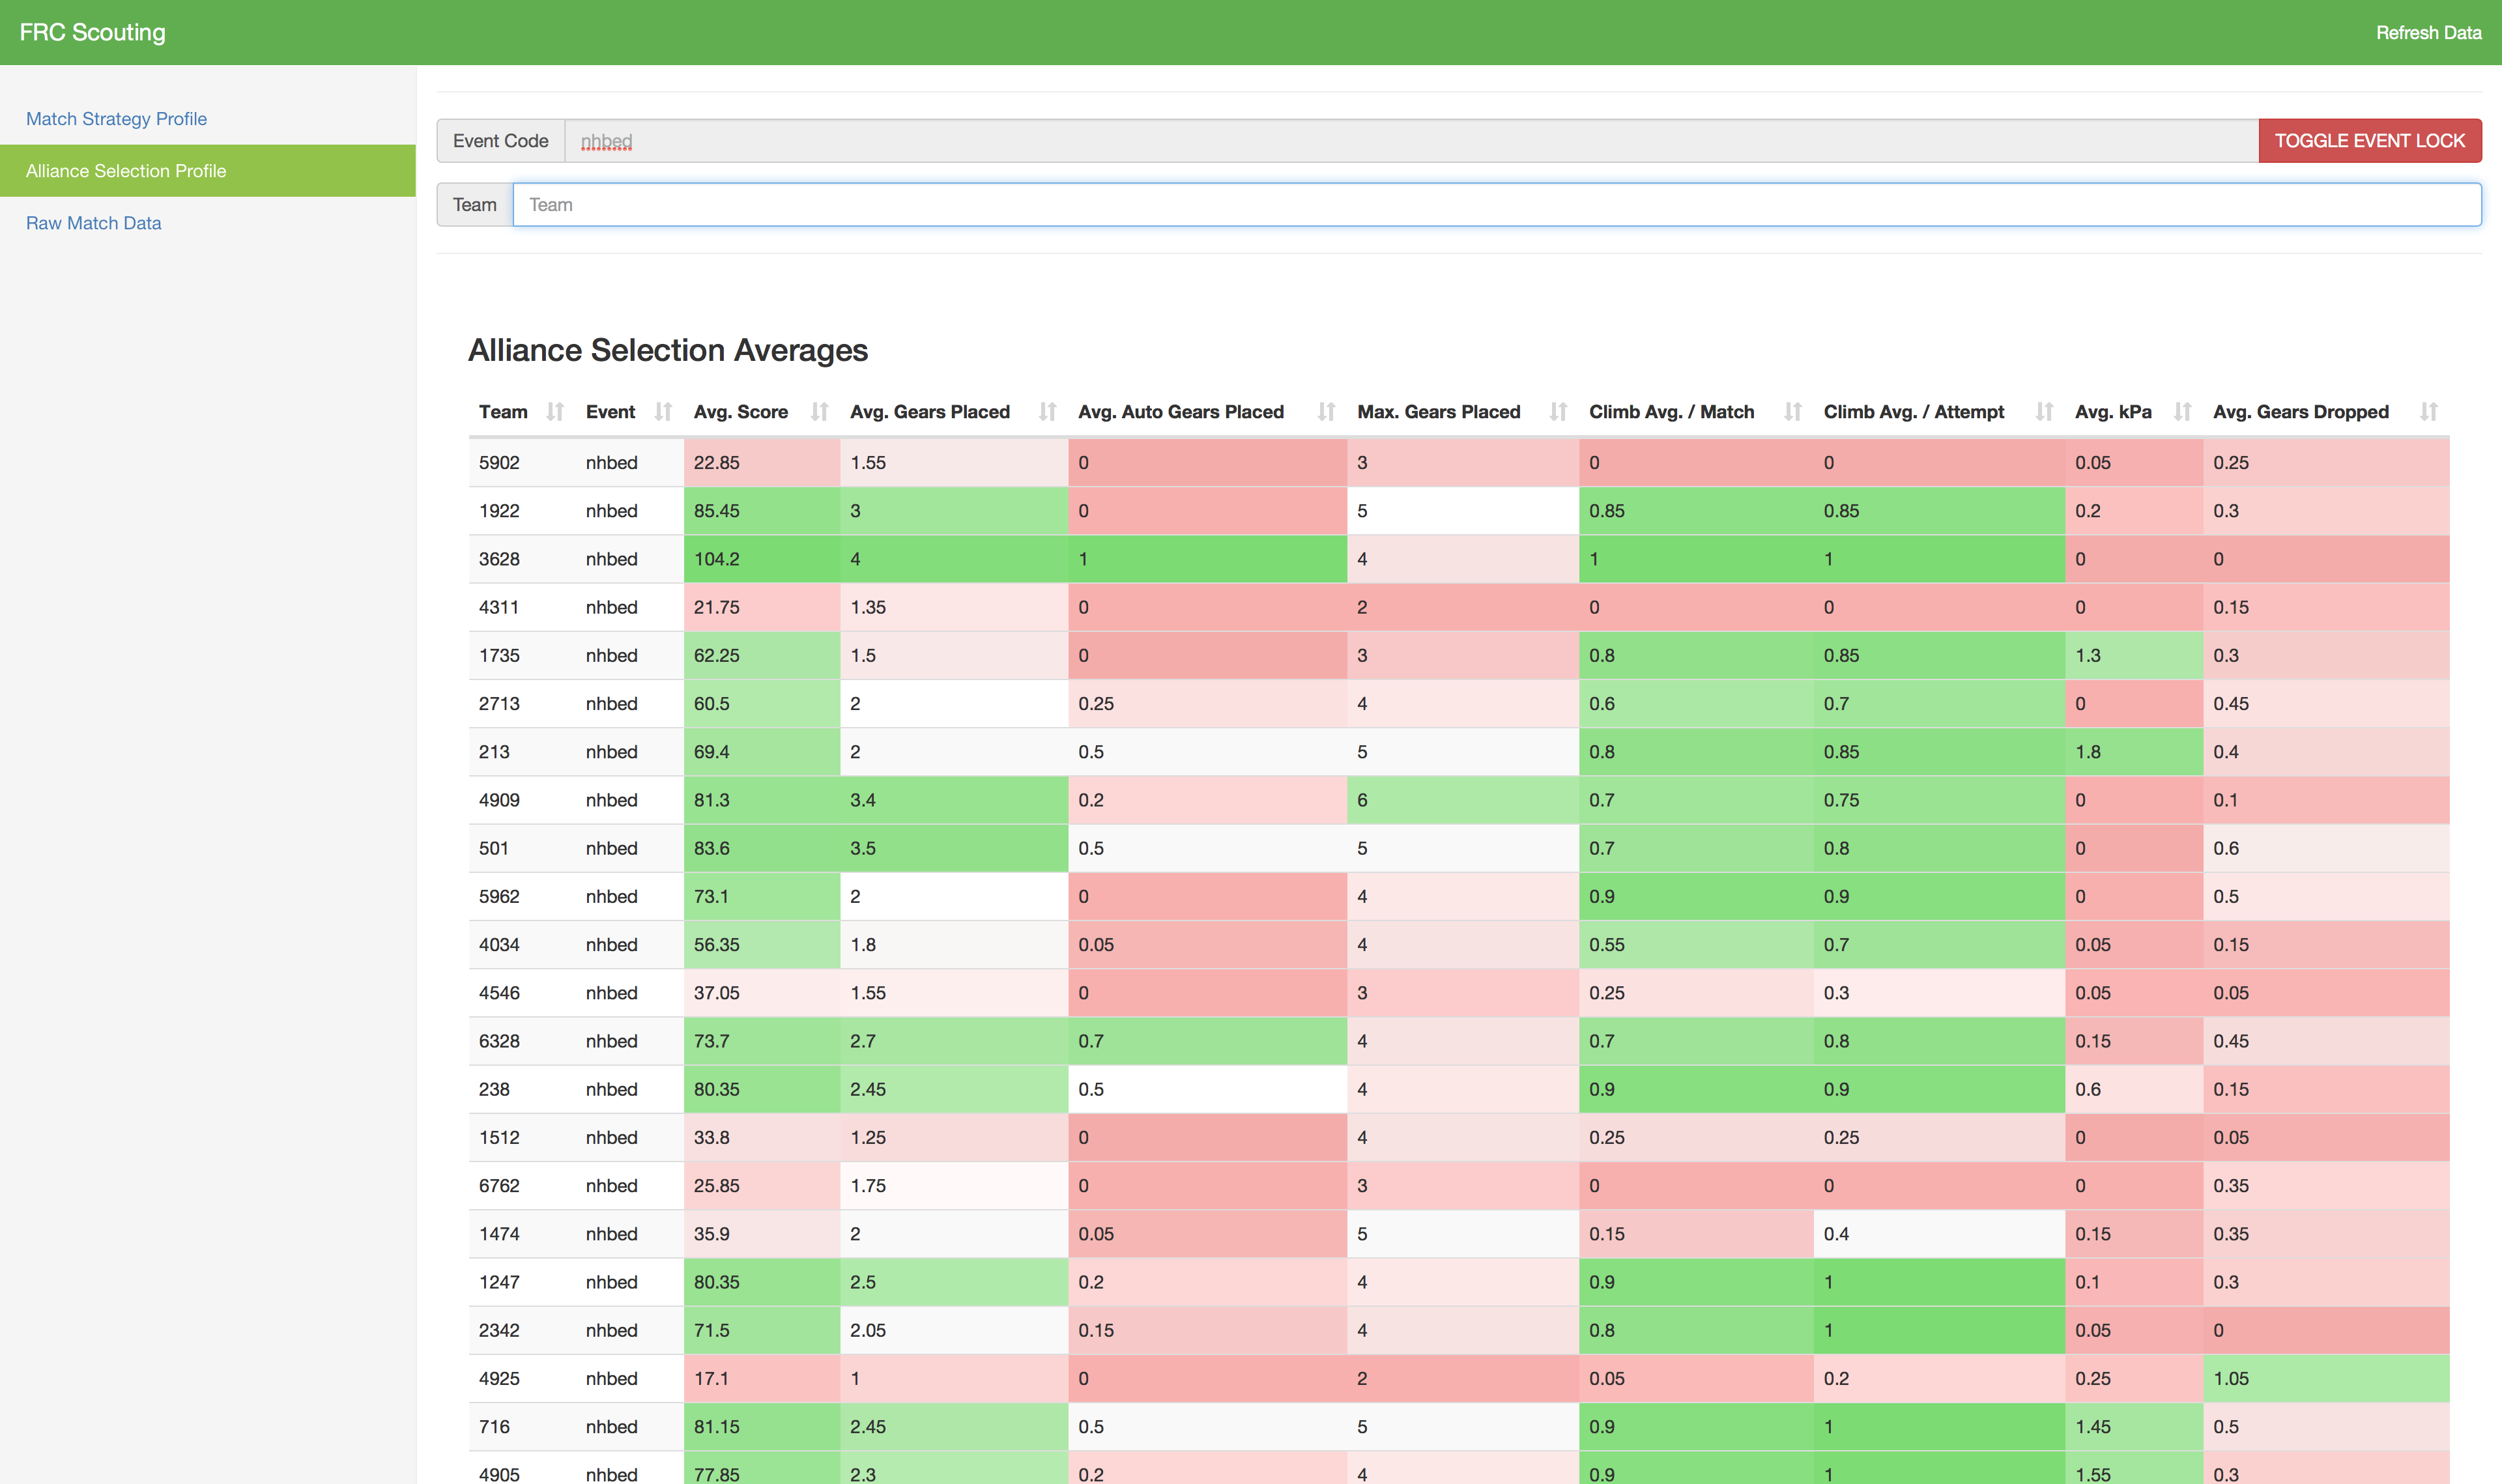 FRC Scouting Refresh Data
Match Strategy Profile
Alliance Selection Profile
Raw Match Data
Event Code nhbed TOGGLE EVENT LOCK
Team Team
Alliance Selection Averages
Team Event Avg. Score Avg. Gears Placed Avg. Auto Gears Placed Max. Gears Placed Climb Avg. / Match Climb Avg. / Attempt Avg. kPa Avg. Gears Dropped
5902 nhbed 22.85 1.55 0 3 0 0 0.05 0.25
1922 nhbed 85.45 3 0 5 0.85 0.85 0.2 0.3
3628 nhbed 104.2 4 1 4 1 1 0 0
4311 nhbed 21.75 1.35 0 2 0 0 0 0.15
1735 nhbed 62.25 1.5 0 3 0.8 0.85 1.3 0.3
2713 nhbed 60.5 2 0.25 4 0.6 0.7 0 0.45
213 nhbed 69.4 2 0.5 5 0.8 0.85 1.8 0.4
4909 nhbed 81.3 3.4 0.2 6 0.7 0.75 0 0.1
501 nhbed 83.6 3.5 0.5 5 0.7 0.8 0 0.6
5962 nhbed 73.1 2 0 4 0.9 0.9 0 0.5
4034 nhbed 56.35 1.8 0.05 4 0.55 0.7 0.05 0.15
4546 nhbed 37.05 1.55 0 3 0.25 0.3 0.05 0.05
6328 nhbed 73.7 2.7 0.7 4 0.7 0.8 0.15 0.45
238 nhbed 80.35 2.45 0.5 4 0.9 0.9 0.6 0.15
1512 nhbed 33.8 1.25 0 4 0.25 0.25 0 0.05
6762 nhbed 25.85 1.75 0 3 0 0 0 0.35
1474 nhbed 35.9 2 0.05 5 0.15 0.4 0.15 0.35
1247 nhbed 80.35 2.5 0.2 4 0.9 1 0.1 0.3
2342 nhbed 71.5 2.05 0.15 4 0.8 1 0.05 0
4925 nhbed 17.1 1 0 2 0.05 0.2 0.25 1.05
716 nhbed 81.15 2.45 0.5 5 0.9 1 1.45 0.5
4905 nhbed 77.85 2.3 0.2 4 0.9 1 1.55 0.3